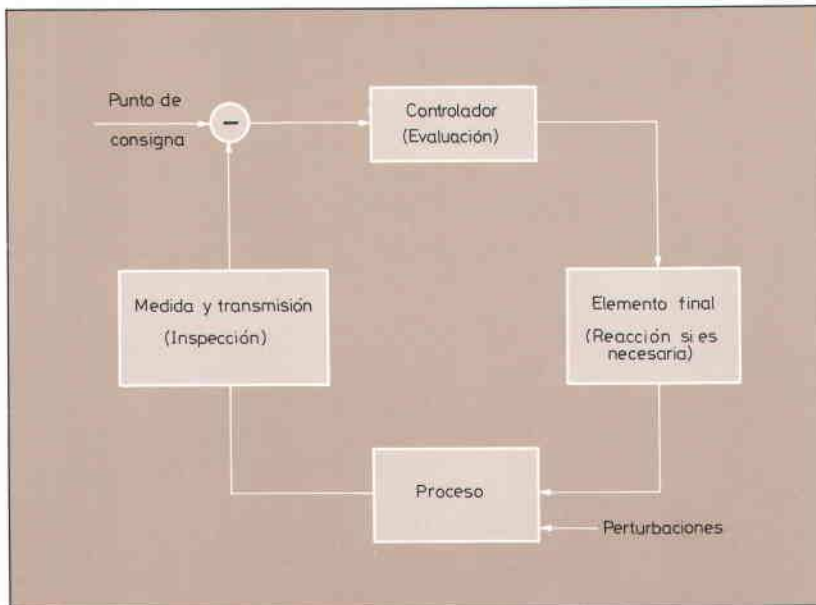 Punto de
consigna
−
Controlador
(Evaluación)
Medida y transmisión
(Inspección)
Elemento final
(Reacción si es
necesaria)
Proceso
Perturbaciones